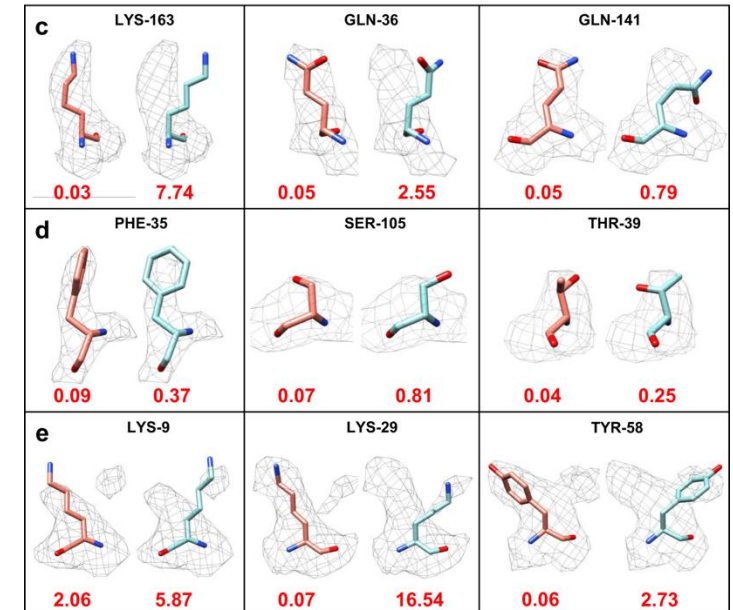 c LYS-163 GLN-36 GLN-141
0.03 7.74 0.05 2.55 0.05 0.79
d PHE-35 SER-105 THR-39
0.09 0.37 0.07 0.81 0.04 0.25
e LYS-9 LYS-29 TYR-58
2.06 5.87 0.07 16.54 0.06 2.73